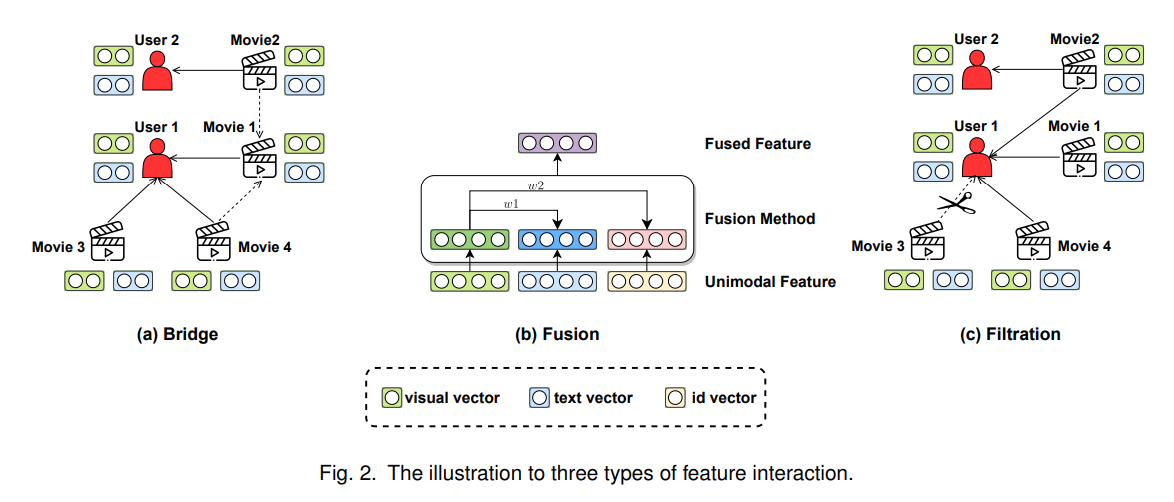 User 2
Movie2
User 1
Movie 1
Movie 3
Movie 4
(a) Bridge
Fused Feature
w2
w1
Fusion Method
Unimodal Feature
(b) Fusion
User 2
Movie2
User 1
Movie 1
Movie 3
Movie 4
(c) Filtration
visual vector
text vector
id vector
Fig. 2. The illustration to three types of feature interaction.